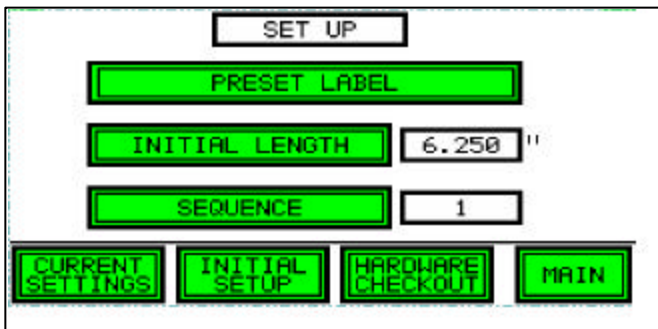 SET UP
PRESET LABEL
INITIAL LENGTH 6.250 "
SEQUENCE 1
CURRENT SETTINGS
INITIAL SETUP
HARDWARE CHECKOUT
MAIN